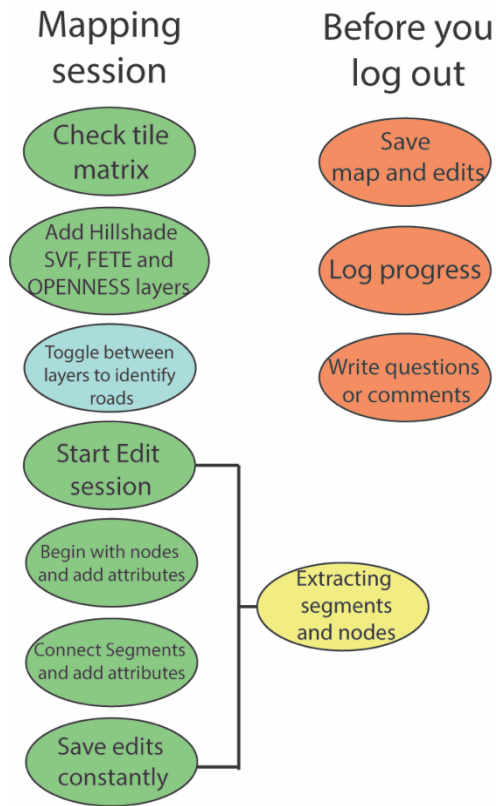 Mapping
session
Check tile
matrix
Add Hillshade
SVF, FETE and
OPENNESS layers
Toggle between
layers to identify
roads
Start Edit
session
Begin with nodes
and add attributes
Connect Segments
and add attributes
Save edits
constantly
Extracting
segments
and nodes
Before you
log out
Save
map and edits
Log progress
Write questions
or comments